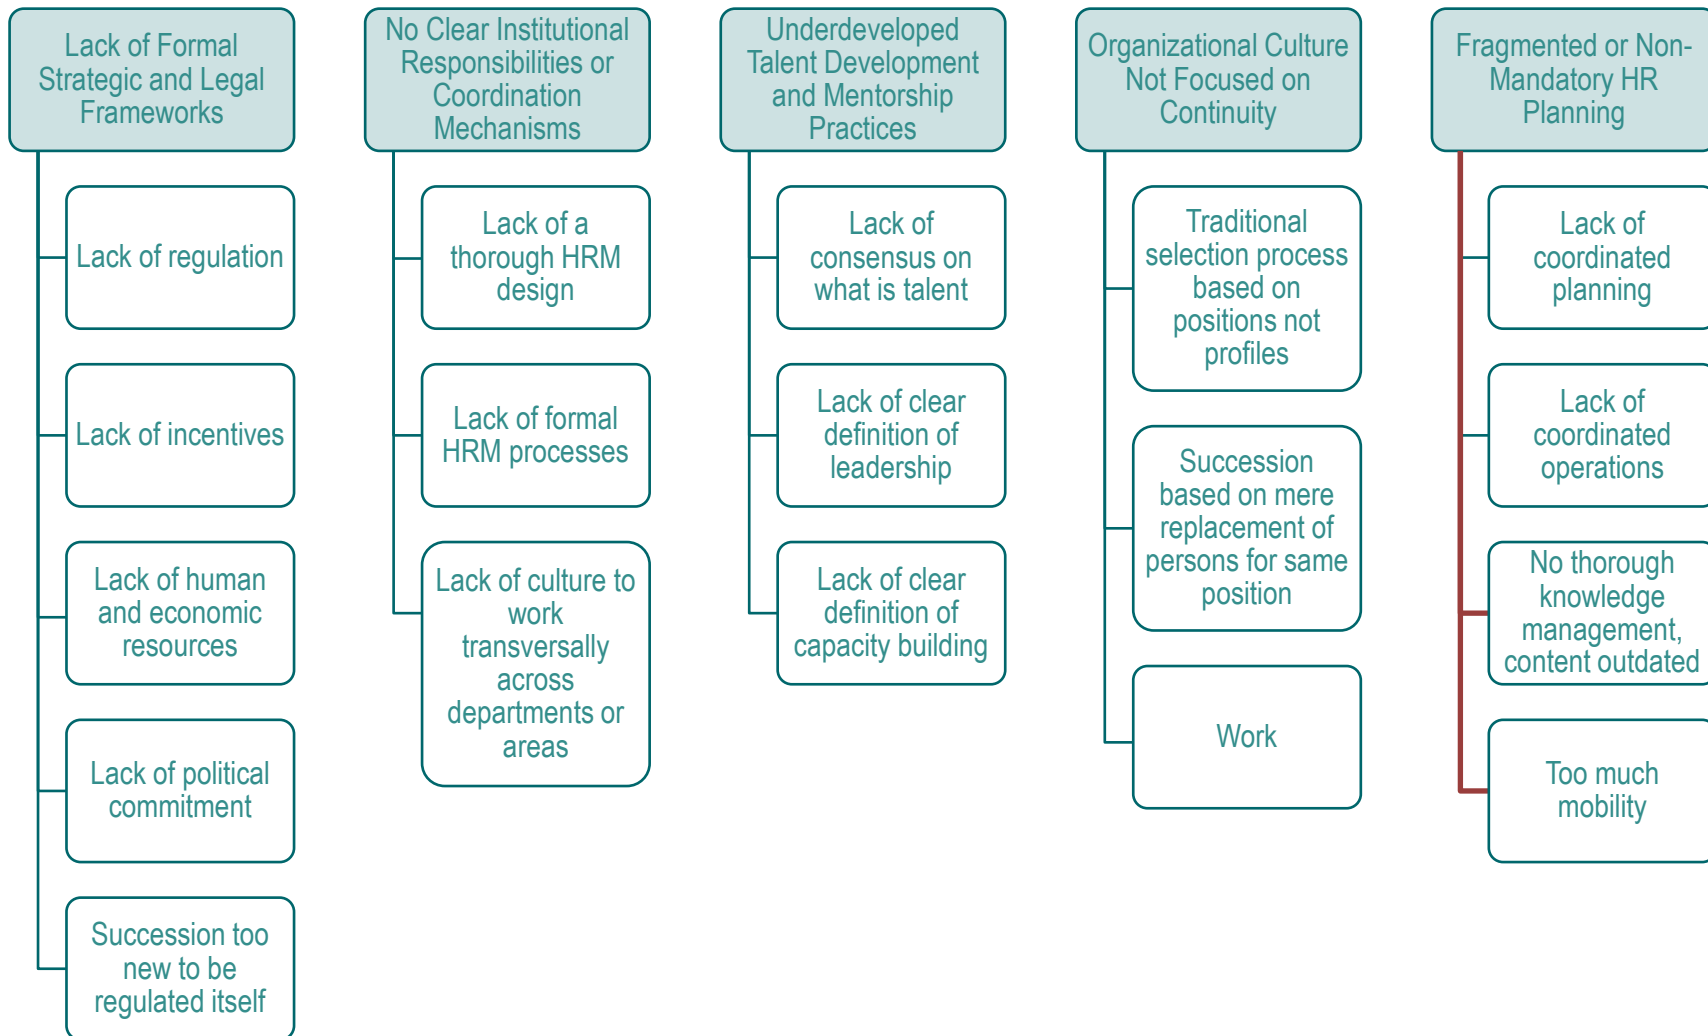 Lack of Formal
Strategic and Legal
Frameworks
Lack of regulation
Lack of incentives
Lack of human
and economic
resources
Lack of political
commitment
Succession too
new to be
regulated itself
No Clear Institutional
Responsibilities or
Coordination
Mechanisms
Lack of a
thorough HRM
design
Lack of formal
HRM processes
Lack of culture to
work
transversally
across
departments or
areas
Underdeveloped
Talent Development
and Mentorship
Practices
Lack of
consensus on
what is talent
Lack of clear
definition of
leadership
Lack of clear
definition of
capacity building
Organizational Culture
Not Focused on
Continuity
Traditional
selection process
based on
positions not
profiles
Succession
based on mere
replacement of
persons for same
position
Work
Fragmented or Non-
Mandatory HR
Planning
Lack of
coordinated
planning
Lack of
coordinated
operations
No thorough
knowledge
management,
content outdated
Too much
mobility